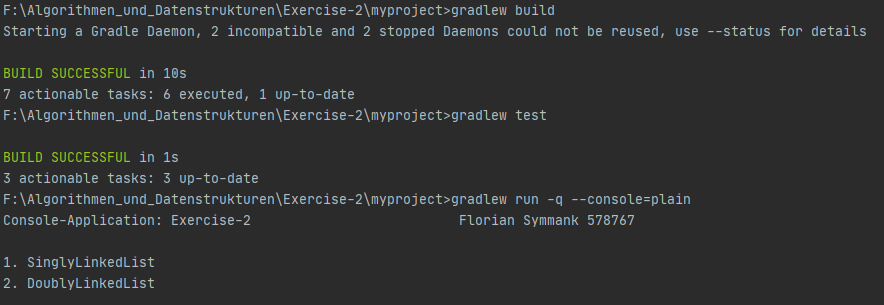 F:\Algorithmen_und_Datenstrukturen\Exercise-2\myproject>gradlew build
Starting a Gradle Daemon, 2 incompatible and 2 stopped Daemons could not be reused, use --status for details
BUILD SUCCESSFUL in 10s
7 actionable tasks: 6 executed, 1 up-to-date
F:\Algorithmen_und_Datenstrukturen\Exercise-2\myproject>gradlew test
BUILD SUCCESSFUL in 1s
3 actionable tasks: 3 up-to-date
F:\Algorithmen_und_Datenstrukturen\Exercise-2\myproject>gradlew run -q --console=plain
Console-Application: Exercise-2 Florian Symmank 578767
1. SinglyLinkedList
2. DoublyLinkedList